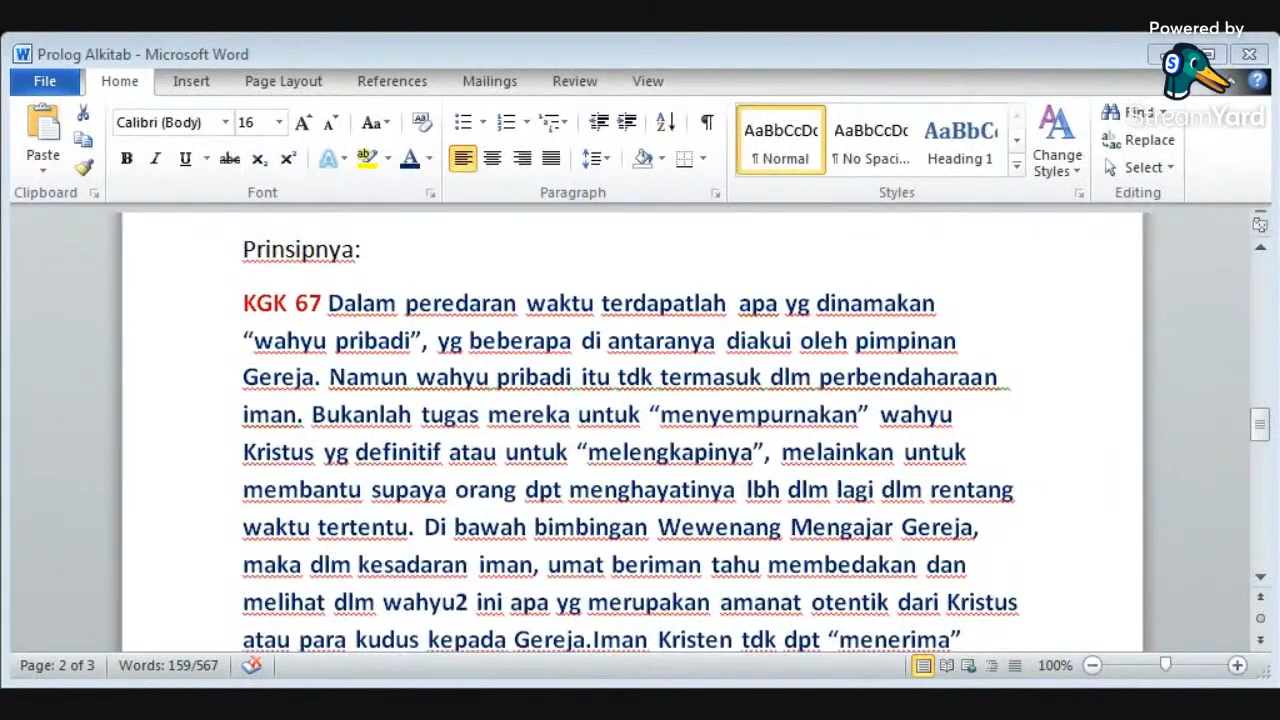 Powered by
StreamYard
Prolog Alkitab - Microsoft Word
File Home Insert Page Layout References Mailings Review View
Calibri (Body) 16 Aa
AaBbCcDc AaBbCcDc AaBbC
Find
Replace
Select
Paste
¶ Normal ¶ No Spaci... Heading 1
Change
Styles
Clipboard Font Paragraph Styles Editing
Prinsipnya:
KGK 67 Dalam peredaran waktu terdapatlah apa yg dinamakan
“wahyu pribadi”, yg beberapa di antaranya diakui oleh pimpinan
Gereja. Namun wahyu pribadi itu tdk termasuk dlm perbendaharaan
iman. Bukanlah tugas mereka untuk “menyempurnakan” wahyu
Kristus yg definitif atau untuk “melengkapinya”, melainkan untuk
membantu supaya orang dpt menghayatinya lbh dlm lagi dlm rentang
waktu tertentu. Di bawah bimbingan Wewenang Mengajar Gereja,
maka dlm kesadaran iman, umat beriman tahu membedakan dan
melihat dlm wahyu2 ini apa yg merupakan amanat otentik dari Kristus
atau para kudus kepada Gereja.Iman Kristen tdk dpt “menerima”
Page: 2 of 3 Words: 159/567 100%